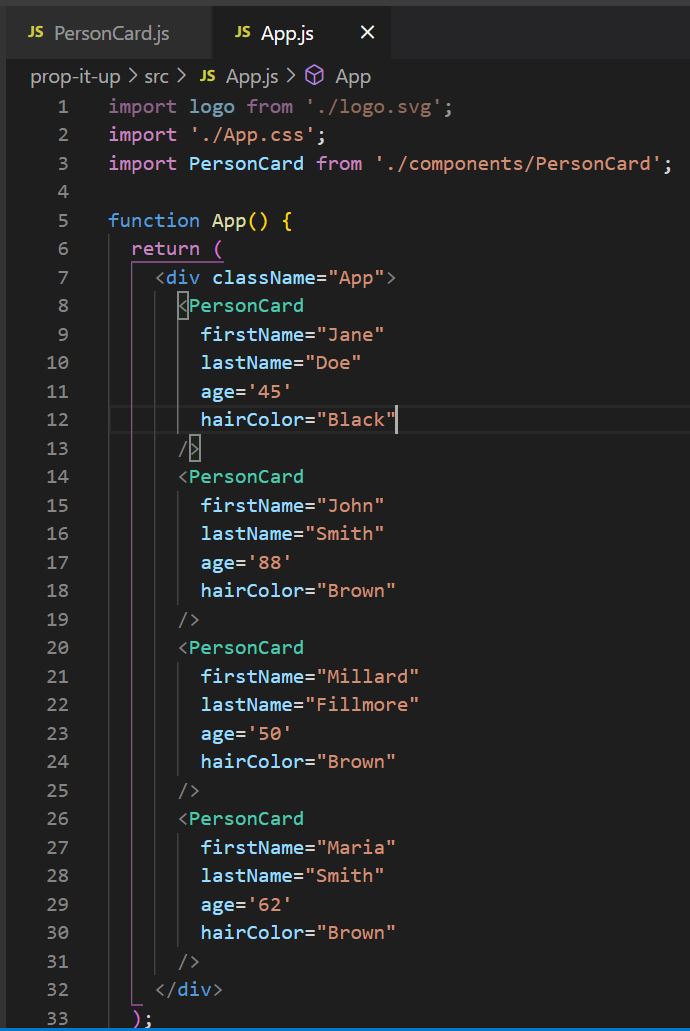 JS PersonCard.js JS App.js ×
prop-it-up > src > JS App.js > App
1 import logo from './logo.svg';
2 import './App.css';
3 import PersonCard from './components/PersonCard';
4
5 function App() {
6   return (
7     <div className="App">
8       <PersonCard
9         firstName="Jane"
10         lastName="Doe"
11         age='45'
12         hairColor="Black"
13       />
14       <PersonCard
15         firstName="John"
16         lastName="Smith"
17         age='88'
18         hairColor="Brown"
19       />
20       <PersonCard
21         firstName="Millard"
22         lastName="Fillmore"
23         age='50'
24         hairColor="Brown"
25       />
26       <PersonCard
27         firstName="Maria"
28         lastName="Smith"
29         age='62'
30         hairColor="Brown"
31       />
32     </div>
33   );